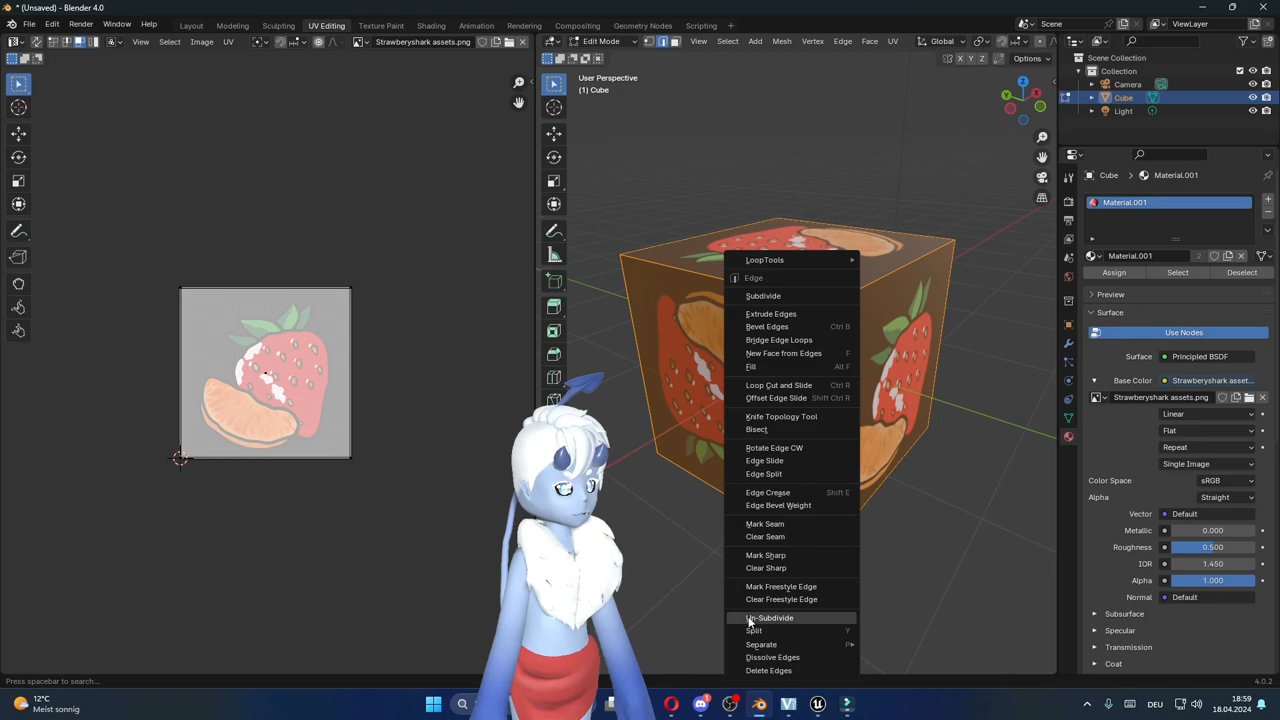 * (Unsaved) - Blender 4.0
File Edit Render Window Help Layout Modeling Sculpting UV Editing Texture Paint Shading Animation Rendering Compositing Geometry Nodes Scripting + Scene ViewLayer
View Select Image UV Strawberyshark assets.png Edit Mode View Select Add Mesh Vertex Edge Face UV Global
X Y Z Options
User Perspective
(1) Cube
Z
Y
X
Scene Collection
Collection
Camera
Cube
Light
Cube > Material.001
Material.001
Material.001 2
Assign Select Deselect
Preview
Surface
Use Nodes
Surface Principled BSDF
Base Color Strawberyshark asset...
Strawberyshark assets.png
Linear
Flat
Repeat
Single Image
Color Space sRGB
Alpha Straight
Vector Default
Metallic 0.000
Roughness 0.500
IOR 1.450
Alpha 1.000
Normal Default
Subsurface
Specular
Transmission
Coat
LoopTools
Edge
Subdivide
Extrude Edges
Bevel Edges Ctrl B
Bridge Edge Loops
New Face from Edges F
Fill Alt F
Loop Cut and Slide Ctrl R
Offset Edge Slide Shift Ctrl R
Knife Topology Tool
Bisect
Rotate Edge CW
Edge Slide
Edge Split
Edge Crease Shift E
Edge Bevel Weight
Mark Seam
Clear Seam
Mark Sharp
Clear Sharp
Mark Freestyle Edge
Clear Freestyle Edge
Un-Subdivide
Split Y
Separate P
Dissolve Edges
Delete Edges
Press spacebar to search...
4.0.2
12°C
Meist sonnig
1
DEU
18:59
18.04.2024